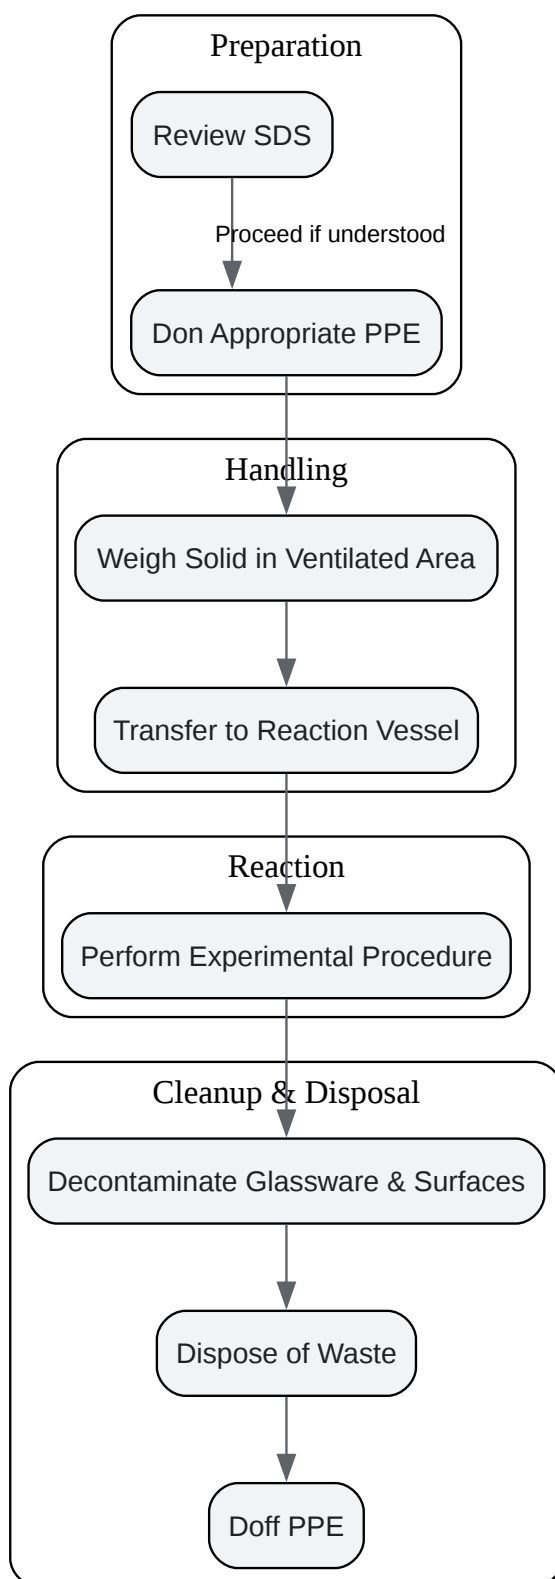 Preparation
Review SDS
Proceed if understood
Don Appropriate PPE
Handling
Weigh Solid in Ventilated Area
Transfer to Reaction Vessel
Reaction
Perform Experimental Procedure
Cleanup & Disposal
Decontaminate Glassware & Surfaces
Dispose of Waste
Doff PPE